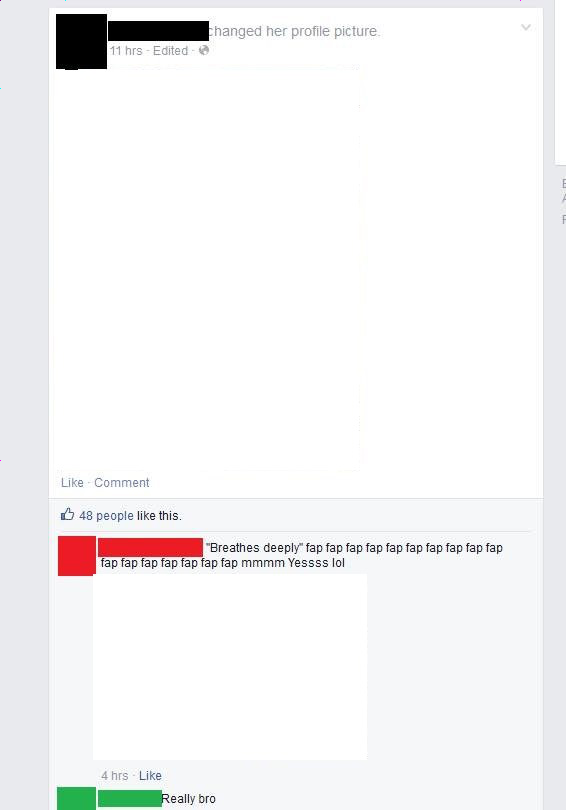 changed her profile picture.
11 hrs · Edited ·
Like · Comment
48 people like this.
"Breathes deeply" fap fap fap fap fap fap fap fap fap fap
fap fap fap fap fap fap fap mmmm Yessss lol
4 hrs · Like
Really bro